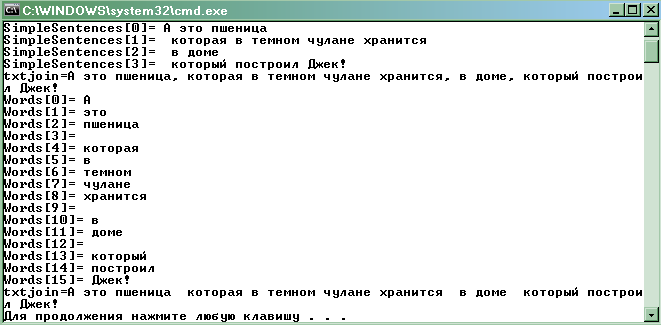 C:\WINDOWS\system32\cmd.exe
SimpleSentences[0]= А это пшеница
SimpleSentences[1]=  которая в темном чулане хранится
SimpleSentences[2]=  в доме
SimpleSentences[3]=  который построил Джек!
txtjoin=А это пшеница, которая в темном чулане хранится, в доме, который построи
л Джек!
Words[0]= А
Words[1]= это
Words[2]= пшеница
Words[3]=
Words[4]= которая
Words[5]= в
Words[6]= темном
Words[7]= чулане
Words[8]= хранится
Words[9]=
Words[10]= в
Words[11]= доме
Words[12]=
Words[13]= который
Words[14]= построил
Words[15]= Джек!
txtjoin=А это пшеница  которая в темном чулане хранится  в доме  который построи
л Джек!
Для продолжения нажмите любую клавишу . . .